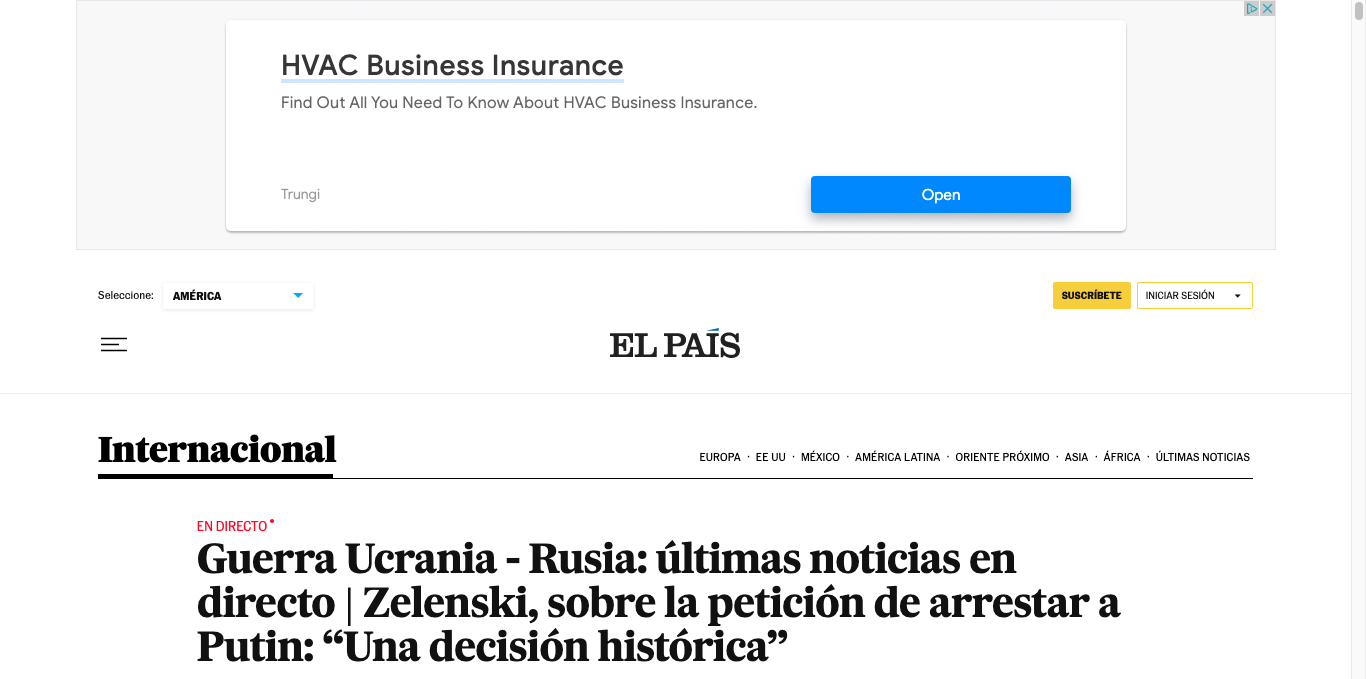 HVAC Business Insurance
Find Out All You Need To Know About HVAC Business Insurance.
Trungi
Open
Seleccione:
AMÉRICA
SUSCRÍBETE
INICIAR SESIÓN
EL PAÍS
Internacional
EUROPA · EE UU · MÉXICO · AMÉRICA LATINA · ORIENTE PRÓXIMO · ASIA · ÁFRICA · ÚLTIMAS NOTICIAS
EN DIRECTO
Guerra Ucrania - Rusia: últimas noticias en
directo | Zelenski, sobre la petición de arrestar a
Putin: “Una decisión histórica”